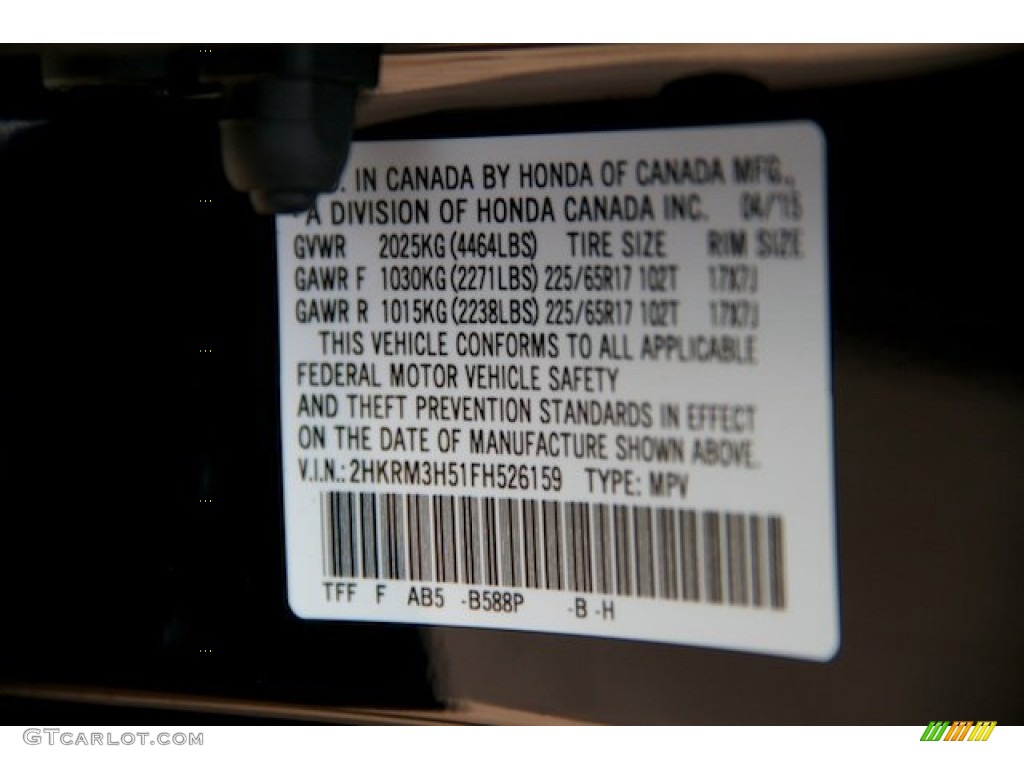 . IN CANADA BY HONDA OF CANADA MFG.,
A DIVISION OF HONDA CANADA INC. 04/15
GVWR 2025KG (4464LBS) TIRE SIZE RIM SIZE
GAWR F 1030KG (2271LBS) 225/65R17 102T 17X7J
GAWR R 1015KG (2238LBS) 225/65R17 102T 17X7J
THIS VEHICLE CONFORMS TO ALL APPLICABLE
FEDERAL MOTOR VEHICLE SAFETY
AND THEFT PREVENTION STANDARDS IN EFFECT
ON THE DATE OF MANUFACTURE SHOWN ABOVE.
V.I.N.: 2HKRM3H51FH526159 TYPE: MPV
TFF F AB5 -B588P -B -H
GTCARLOT.COM